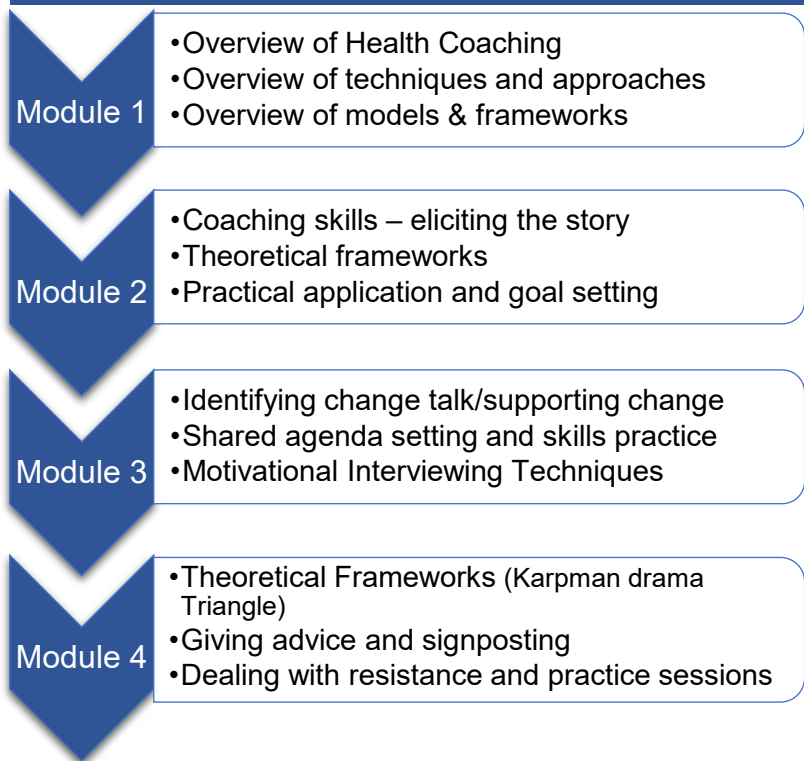 Module 1
•Overview of Health Coaching
•Overview of techniques and approaches
•Overview of models & frameworks
Module 2
•Coaching skills – eliciting the story
•Theoretical frameworks
•Practical application and goal setting
Module 3
•Identifying change talk/supporting change
•Shared agenda setting and skills practice
•Motivational Interviewing Techniques
Module 4
•Theoretical Frameworks (Karpman drama
Triangle)
•Giving advice and signposting
•Dealing with resistance and practice sessions